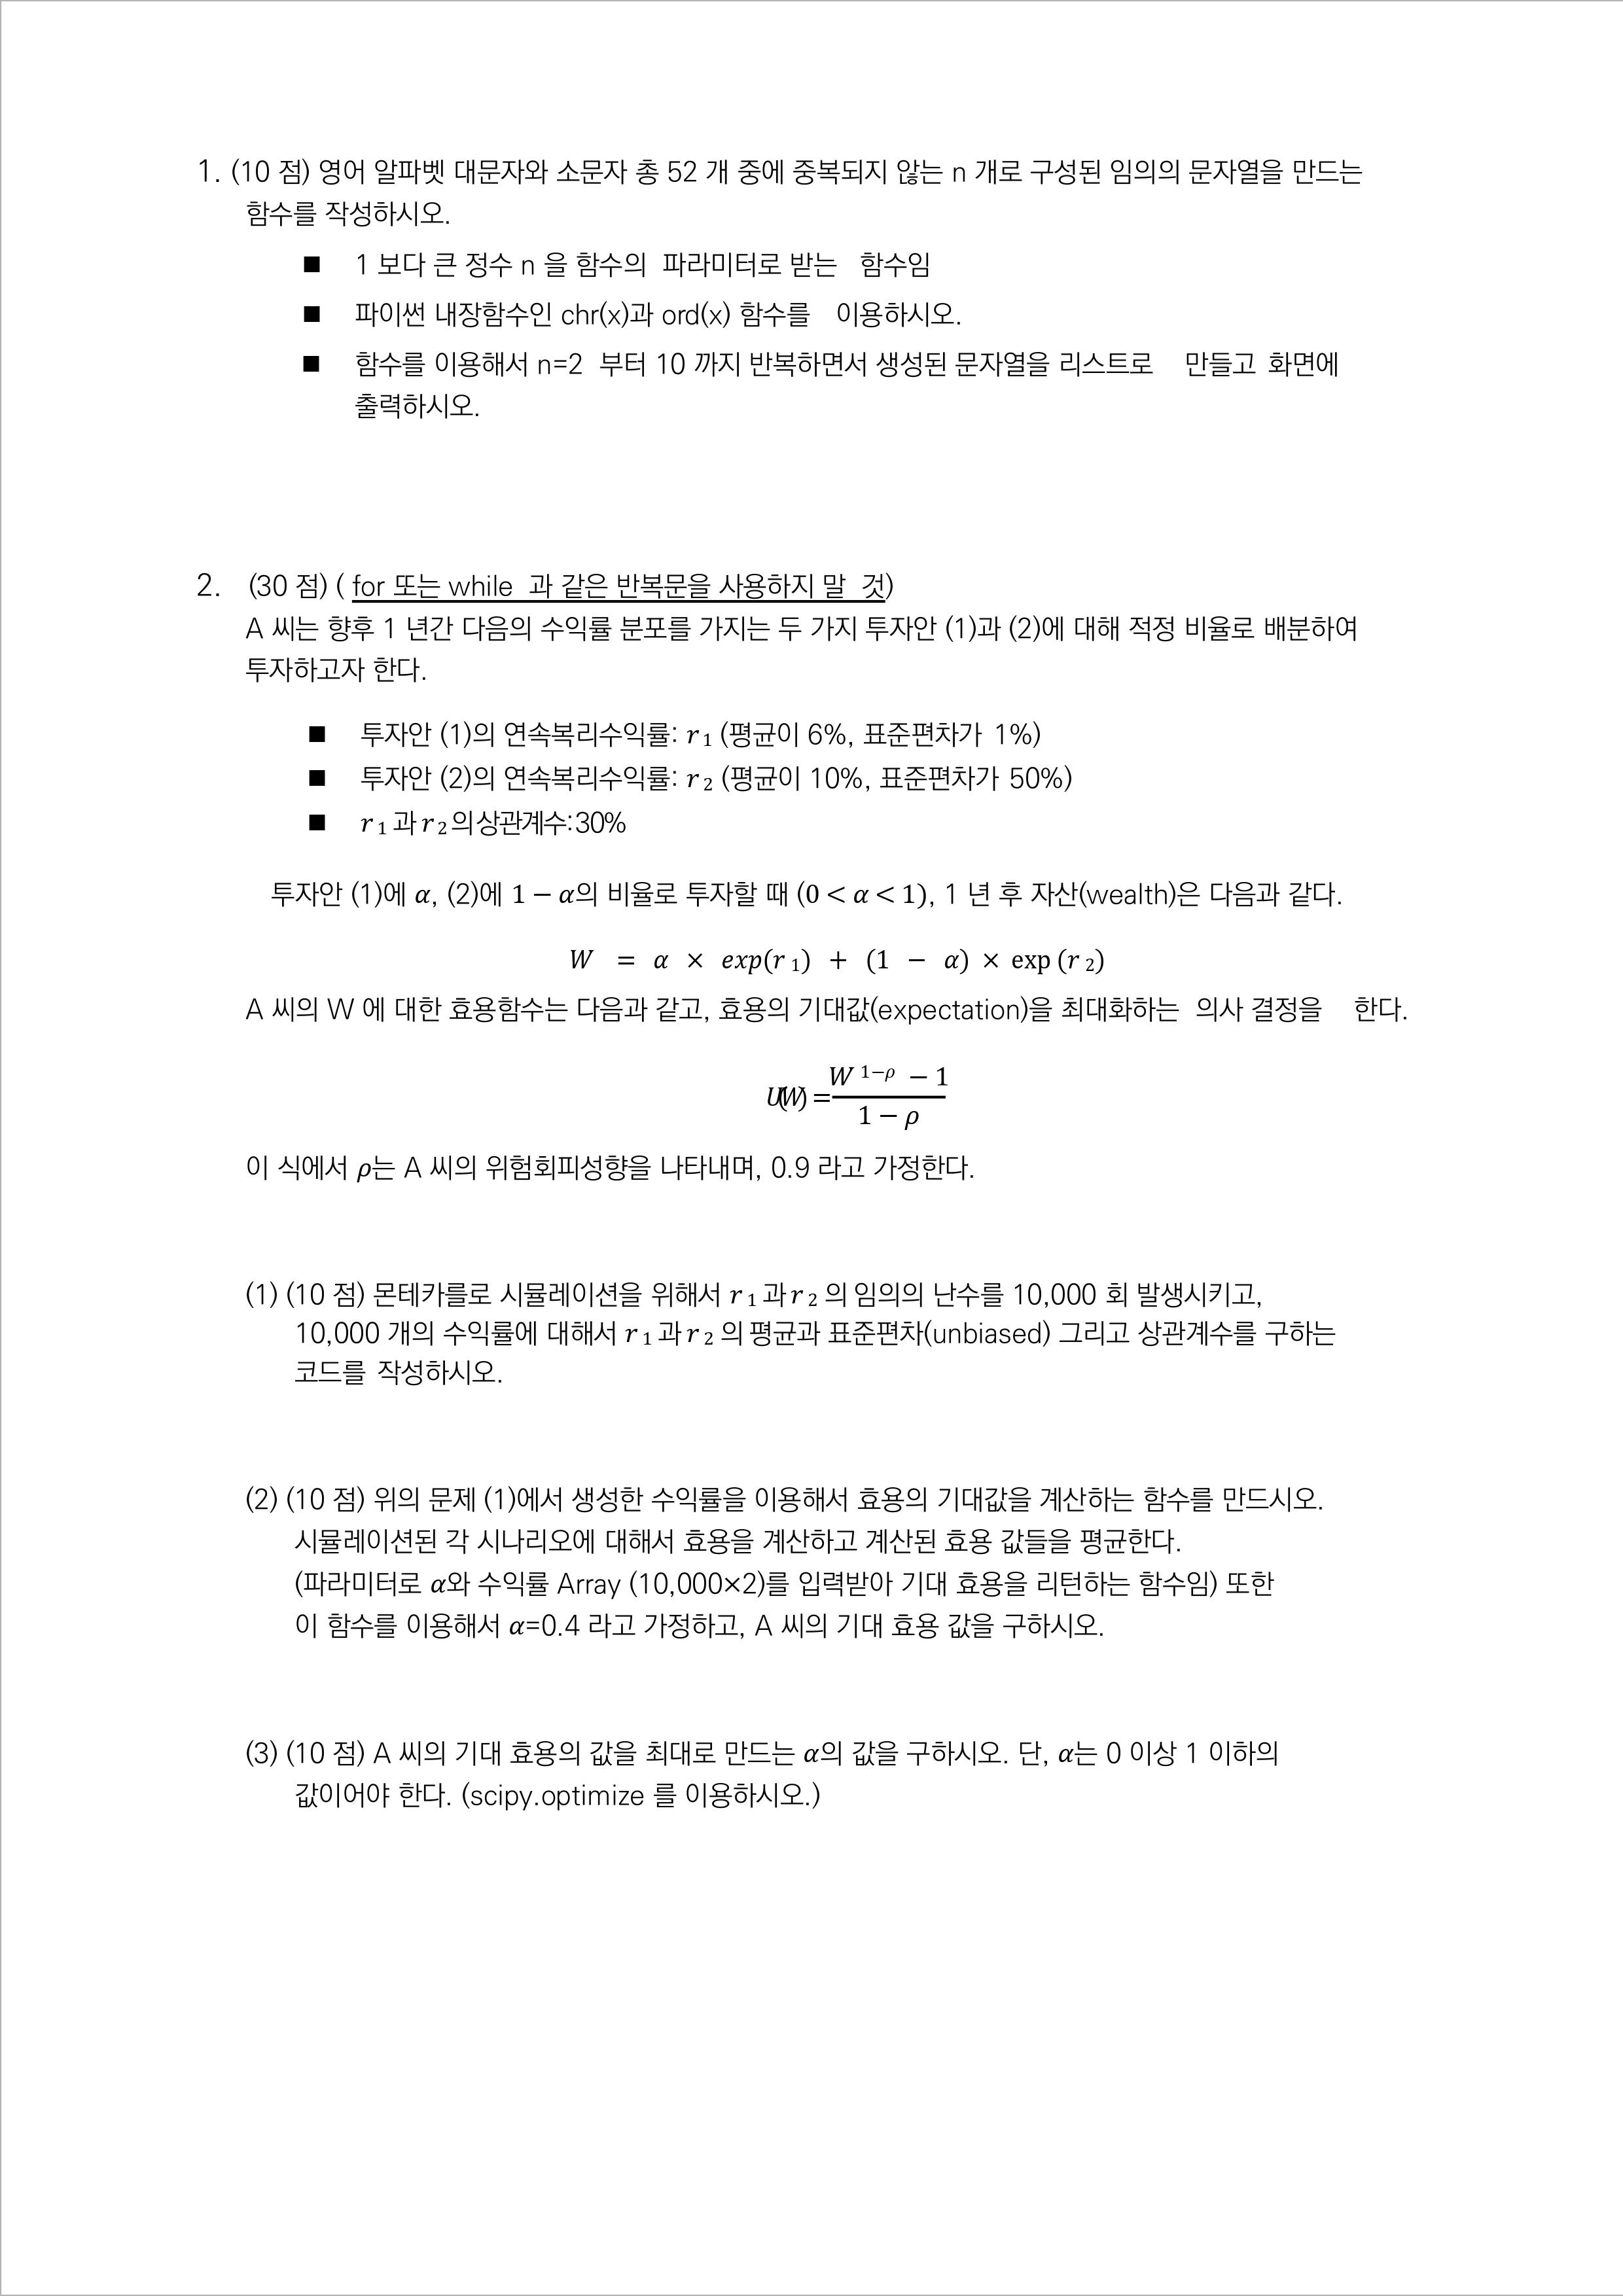 1. (10 점) 영어 알파벳 대문자와 소문자 총 52 개 중에 중복되지 않는 n 개로 구성된 임의의 문자열을 만드는
함수를 작성하시오.
■ 1 보다 큰 정수 n 을 함수의 파라미터로 받는 함수임
■ 파이썬 내장함수인 chr(x)과 ord(x) 함수를 이용하시오.
■ 함수를 이용해서 n=2 부터 10 까지 반복하면서 생성된 문자열을 리스트로 만들고 화면에
출력하시오.
2. (30 점) ( for 또는 while 과 같은 반복문을 사용하지 말 것)
A 씨는 향후 1 년간 다음의 수익률 분포를 가지는 두 가지 투자안 (1)과 (2)에 대해 적정 비율로 배분하여
투자하고자 한다.
■ 투자안 (1)의 연속복리수익률: r 1 (평균이 6%, 표준편차가 1%)
■ 투자안 (2)의 연속복리수익률: r 2 (평균이 10%, 표준편차가 50%)
■ r 1 과 r 2 의상관계수:30%
투자안 (1)에 α, (2)에 1 − α의 비율로 투자할 때 (0 < α < 1), 1 년 후 자산(wealth)은 다음과 같다.
W = α × exp(r 1) + (1 − α) × exp (r 2)
A 씨의 W 에 대한 효용함수는 다음과 같고, 효용의 기대값(expectation)을 최대화하는 의사 결정을 한다.
U(W) = (W 1−ρ − 1) / (1 − ρ)
이 식에서 ρ는 A 씨의 위험회피성향을 나타내며, 0.9 라고 가정한다.
(1) (10 점) 몬테카를로 시뮬레이션을 위해서 r 1 과 r 2 의 임의의 난수를 10,000 회 발생시키고,
10,000 개의 수익률에 대해서 r 1 과 r 2 의 평균과 표준편차(unbiased) 그리고 상관계수를 구하는
코드를 작성하시오.
(2) (10 점) 위의 문제 (1)에서 생성한 수익률을 이용해서 효용의 기대값을 계산하는 함수를 만드시오.
시뮬레이션된 각 시나리오에 대해서 효용을 계산하고 계산된 효용 값들을 평균한다.
(파라미터로 α와 수익률 Array (10,000×2)를 입력받아 기대 효용을 리턴하는 함수임) 또한
이 함수를 이용해서 α=0.4 라고 가정하고, A 씨의 기대 효용 값을 구하시오.
(3) (10 점) A 씨의 기대 효용의 값을 최대로 만드는 α의 값을 구하시오. 단, α는 0 이상 1 이하의
값이어야 한다. (scipy.optimize 를 이용하시오.)